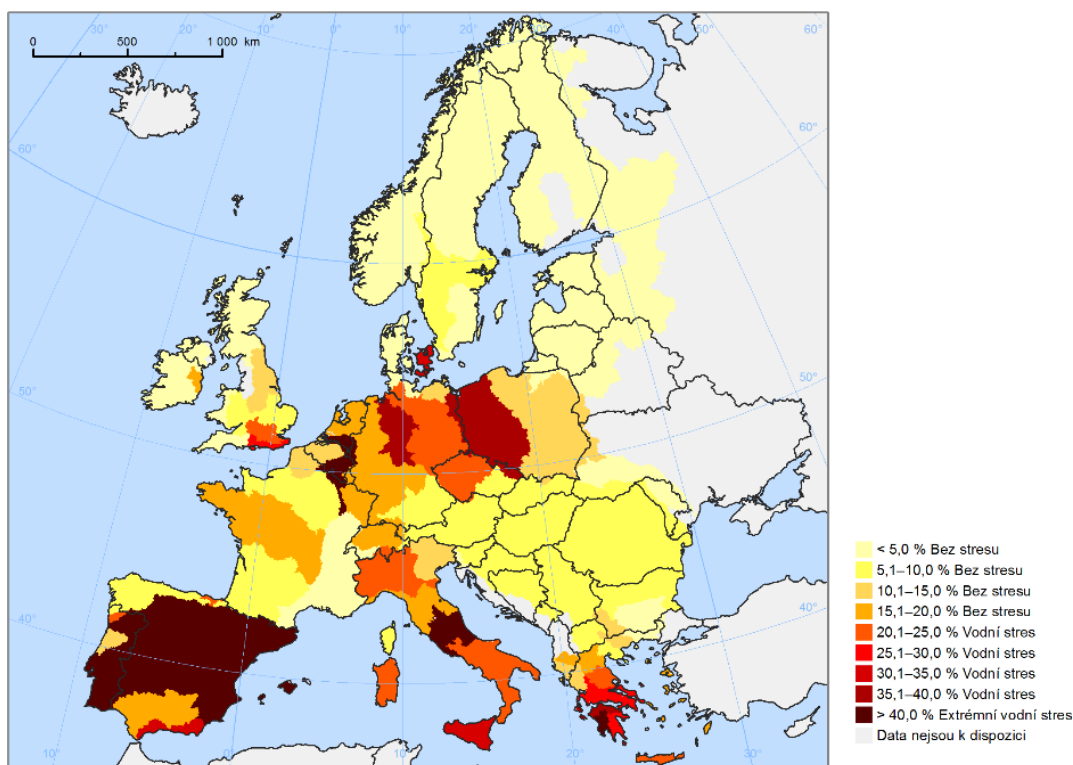 30° 20° 10° 0° 10° 20° 30° 40° 50° 60°
0 500 1 000 km
60°
60°
50°
50°
40°
40°
10° 0° 10° 20° 30°
< 5,0 % Bez stresu
5,1–10,0 % Bez stresu
10,1–15,0 % Bez stresu
15,1–20,0 % Bez stresu
20,1–25,0 % Vodní stres
25,1–30,0 % Vodní stres
30,1–35,0 % Vodní stres
35,1–40,0 % Vodní stres
> 40,0 % Extrémní vodní stres
Data nejsou k dispozici